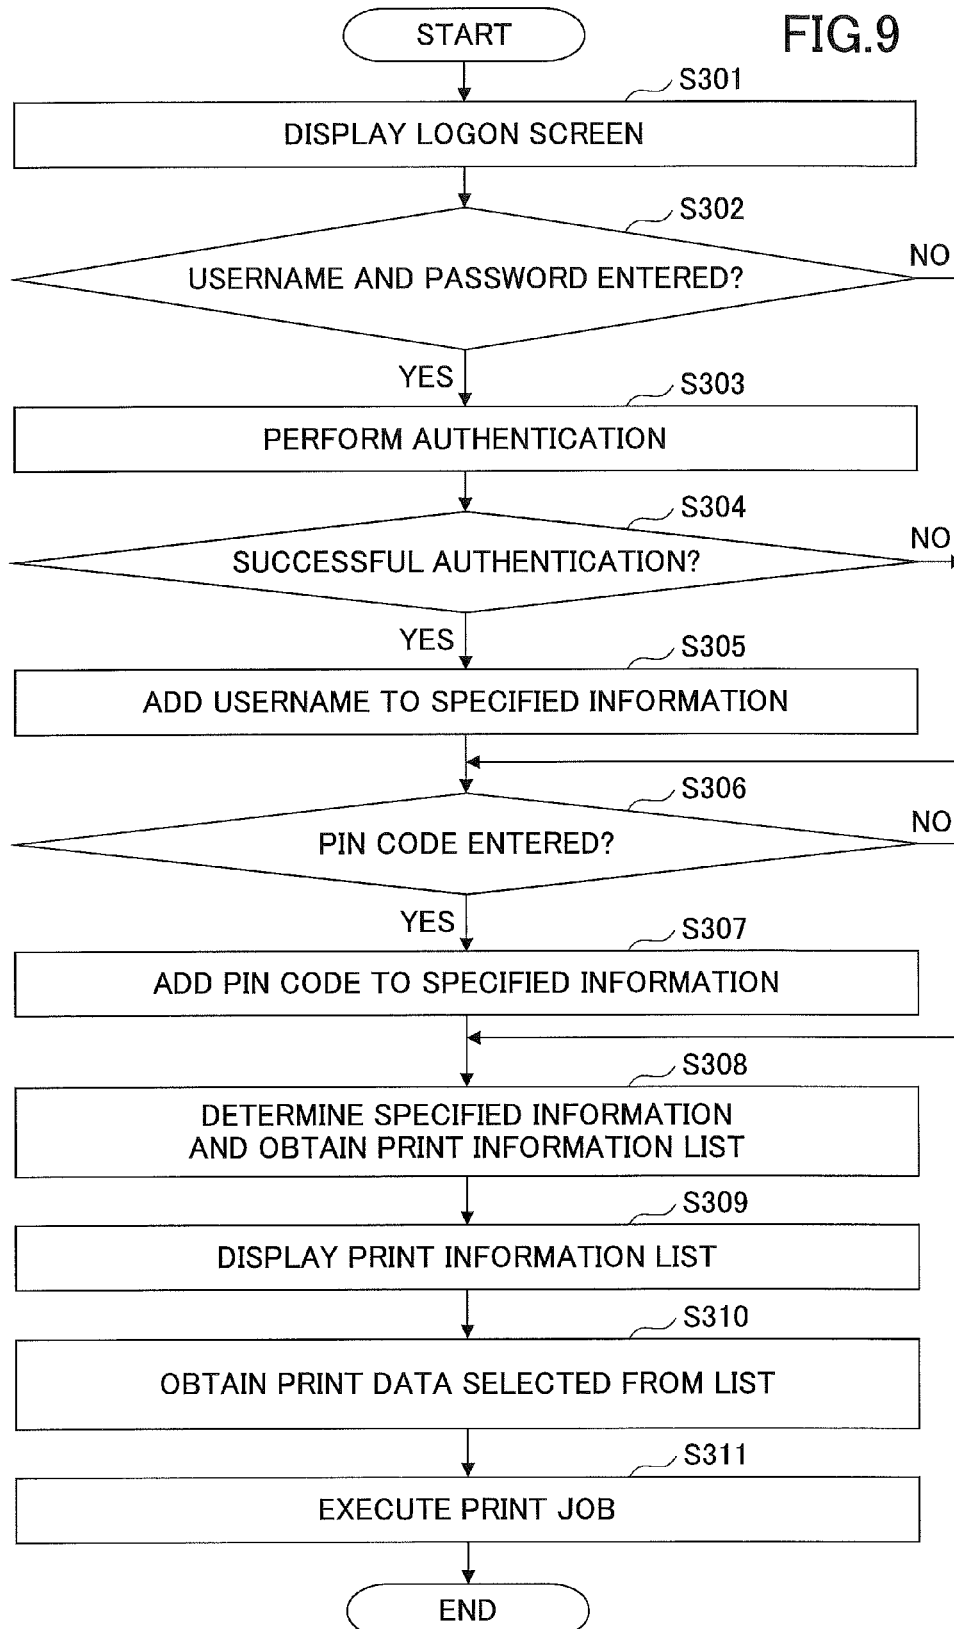 START
FIG.9
S301
DISPLAY LOGON SCREEN
S302
USERNAME AND PASSWORD ENTERED?
NO
YES
S303
PERFORM AUTHENTICATION
S304
SUCCESSFUL AUTHENTICATION?
NO
YES
S305
ADD USERNAME TO SPECIFIED INFORMATION
S306
PIN CODE ENTERED?
NO
YES
S307
ADD PIN CODE TO SPECIFIED INFORMATION
S308
DETERMINE SPECIFIED INFORMATION
AND OBTAIN PRINT INFORMATION LIST
S309
DISPLAY PRINT INFORMATION LIST
S310
OBTAIN PRINT DATA SELECTED FROM LIST
S311
EXECUTE PRINT JOB
END